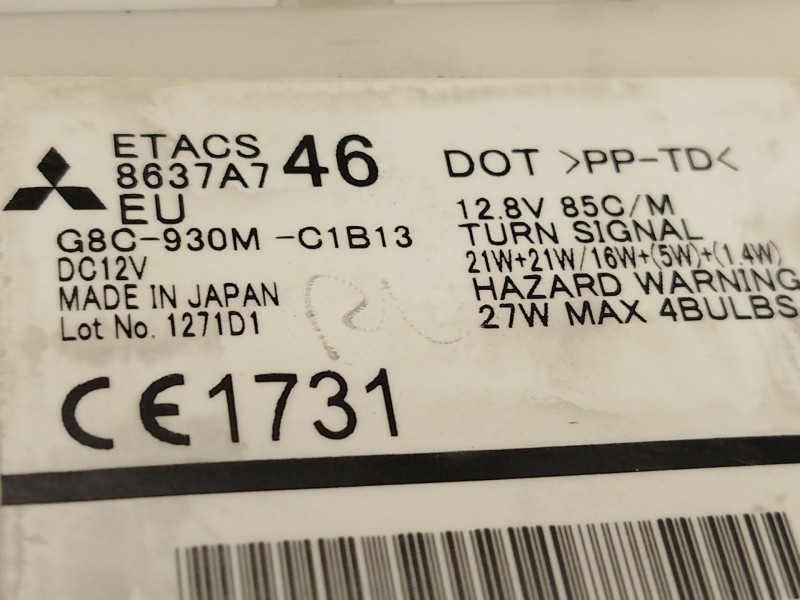 ETACS 46
8637A7
EU
G8C-930M -C1B13
DC12V
MADE IN JAPAN
Lot No. 1271D1
DOT >PP-TD<
12.8V 85C/M
TURN SIGNAL
21W+21W/16W+(5W)+(1.4W)
HAZARD WARNING
27W MAX 4BULBS
CE1731